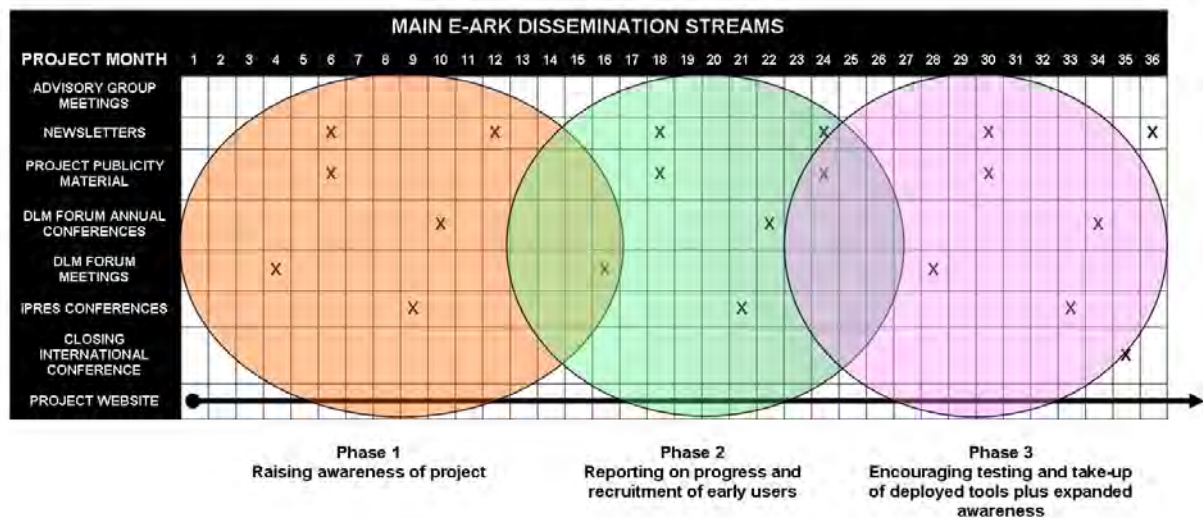 MAIN E-ARK DISSEMINATION STREAMS
PROJECT MONTH 1 2 3 4 5 6 7 8 9 10 11 12 13 14 15 16 17 18 19 20 21 22 23 24 25 26 27 28 29 30 31 32 33 34 35 36
ADVISORY GROUP
MEETINGS
NEWSLETTERS X X X X X X
PROJECT PUBLICITY
MATERIAL X X X X
DLM FORUM ANNUAL
CONFERENCES X X X
DLM FORUM
MEETINGS X X X
IPRES CONFERENCES X X X
CLOSING
INTERNATIONAL
CONFERENCE X
PROJECT WEBSITE
Phase 1
Raising awareness of project
Phase 2
Reporting on progress and
recruitment of early users
Phase 3
Encouraging testing and take-up
of deployed tools plus expanded
awareness